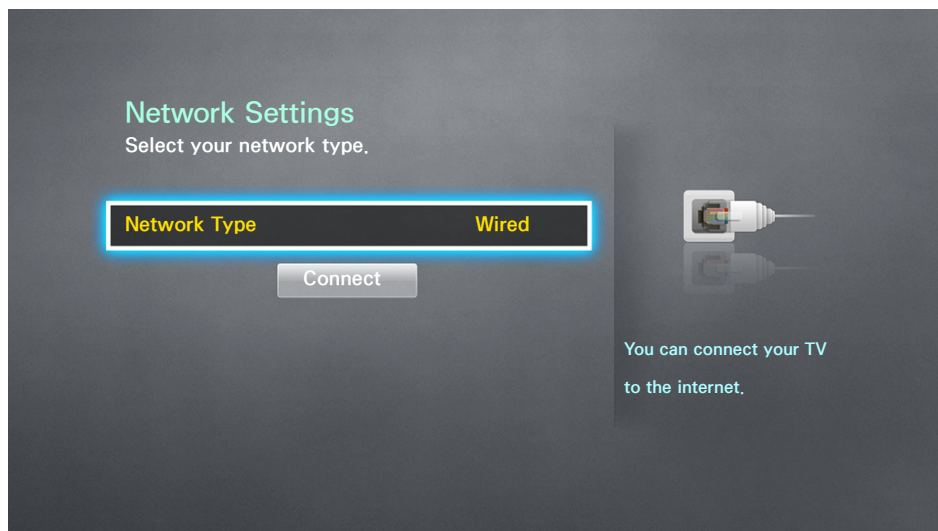 Network Settings
Select your network type.
Network Type Wired
Connect
You can connect your TV
to the internet.